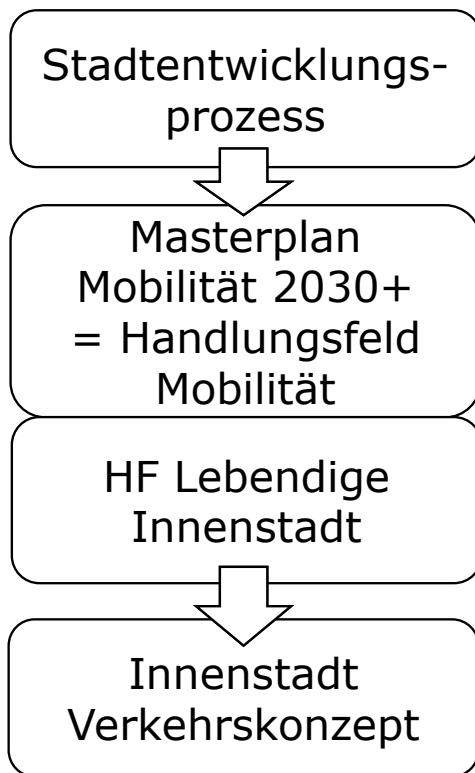 Stadtentwicklungs-
prozess
Masterplan
Mobilität 2030+
= Handlungsfeld
Mobilität
HF Lebendige
Innenstadt
Innenstadt
Verkehrskonzept